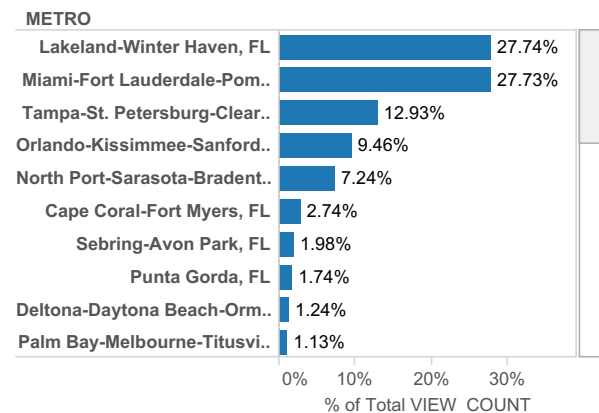 METRO
Lakeland-Winter Haven, FL 27.74%
Miami-Fort Lauderdale-Pom.. 27.73%
Tampa-St. Petersburg-Clear.. 12.93%
Orlando-Kissimmee-Sanford.. 9.46%
North Port-Sarasota-Bradent.. 7.24%
Cape Coral-Fort Myers, FL 2.74%
Sebring-Avon Park, FL 1.98%
Punta Gorda, FL 1.74%
Deltona-Daytona Beach-Orm.. 1.24%
Palm Bay-Melbourne-Titusvi.. 1.13%
0% 10% 20% 30%
% of Total VIEW_COUNT